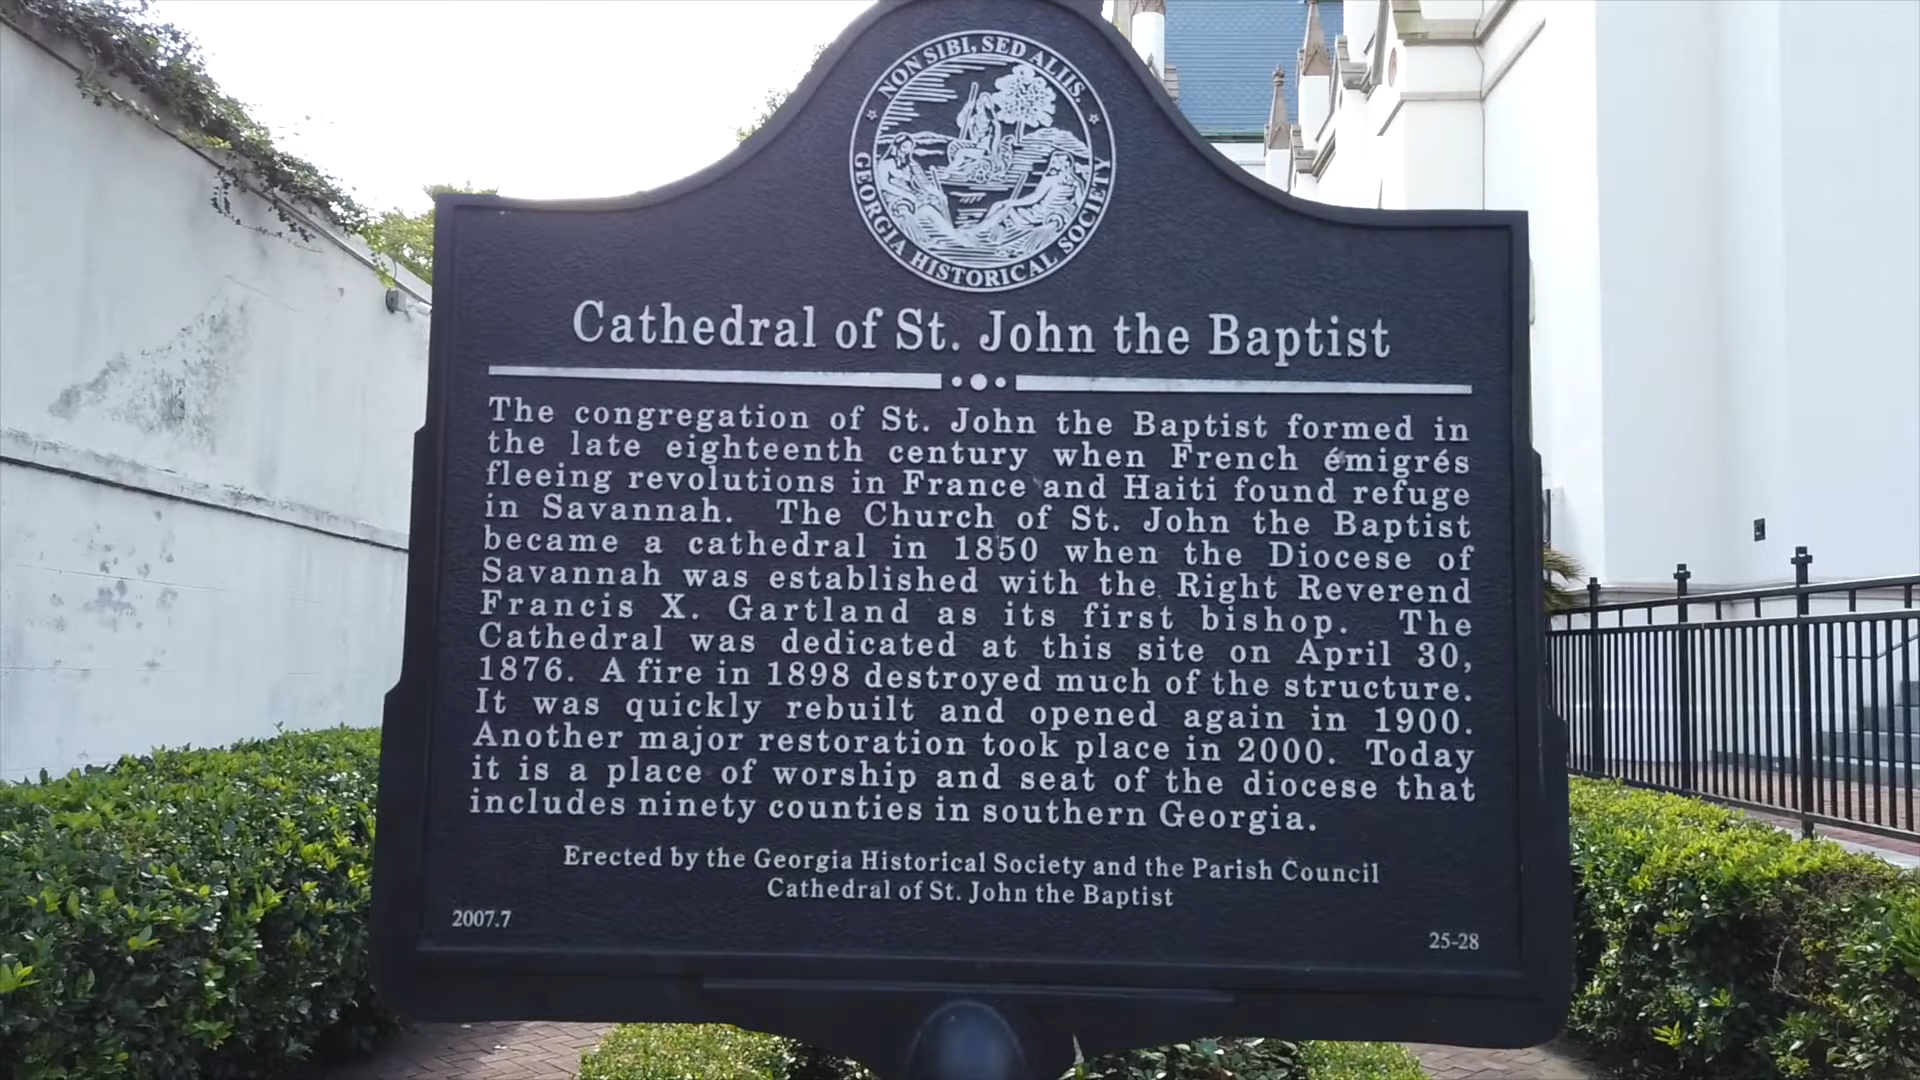 NON SIBI, SED ALIIS.
GEORGIA HISTORICAL SOCIETY
Cathedral of St. John the Baptist
The congregation of St. John the Baptist formed in
the late eighteenth century when French émigrés
fleeing revolutions in France and Haiti found refuge
in Savannah. The Church of St. John the Baptist
became a cathedral in 1850 when the Diocese of
Savannah was established with the Right Reverend
Francis X. Gartland as its first bishop. The
Cathedral was dedicated at this site on April 30,
1876. A fire in 1898 destroyed much of the structure.
It was quickly rebuilt and opened again in 1900.
Another major restoration took place in 2000. Today
it is a place of worship and seat of the diocese that
includes ninety counties in southern Georgia.
Erected by the Georgia Historical Society and the Parish Council
Cathedral of St. John the Baptist
2007.7
25-28